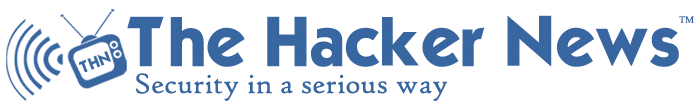 THN
The Hacker News™
Security in a serious way